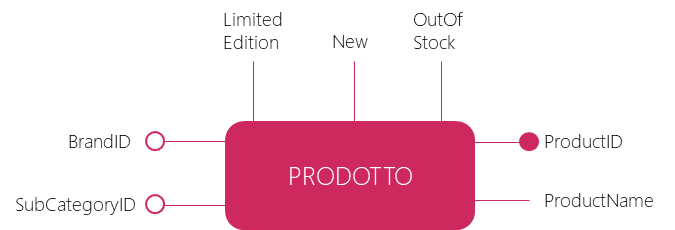 Limited
Edition
New
OutOf
Stock
BrandID
ProductID
PRODOTTO
SubCategoryID
ProductName